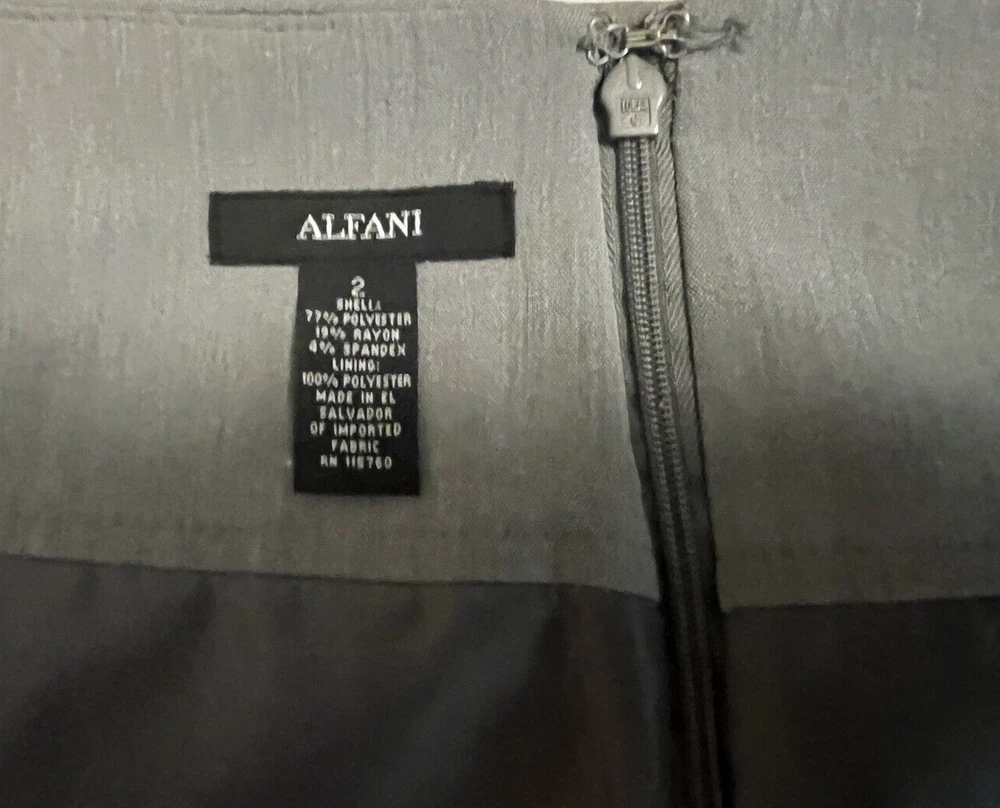 ALFANI
2
SHELL:
77% POLYESTER
19% RAYON
4% SPANDEX
LINING:
100% POLYESTER
MADE IN EL
SALVADOR
OF IMPORTED
FABRIC
RN 115760